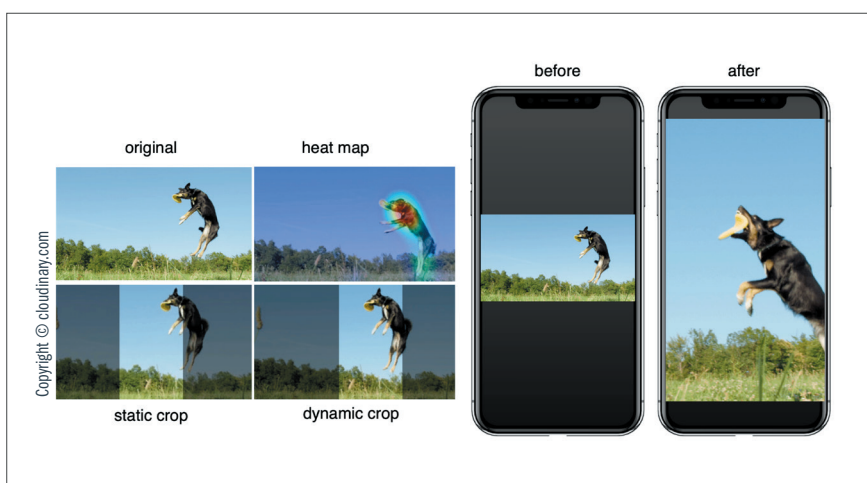 before
after
original
heat map
static crop
dynamic crop
Copyright © cloudinary.com